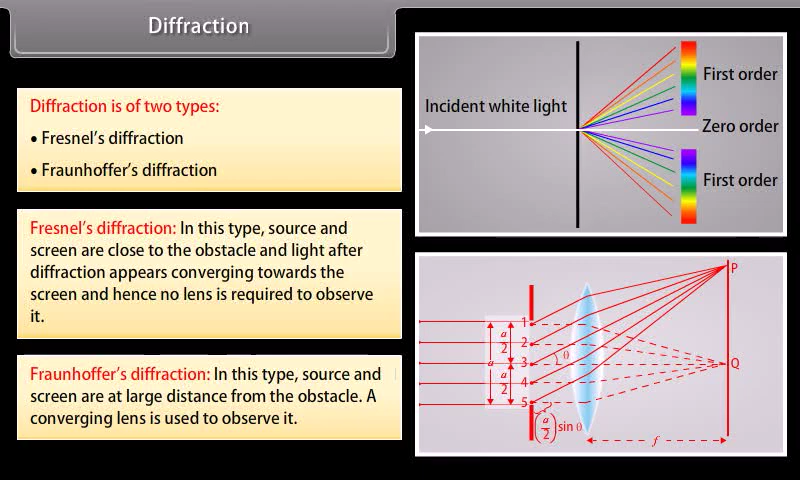 Diffraction
Diffraction is of two types:
• Fresnel's diffraction
• Fraunhoffer's diffraction
Fresnel's diffraction: In this type, source and
screen are close to the obstacle and light after
diffraction appears converging towards the
screen and hence no lens is required to observe
it.
Fraunhoffer's diffraction: In this type, source and
screen are at large distance from the obstacle. A
converging lens is used to observe it.
Incident white light
First order
Zero order
First order
P
1
a/2
2
a
3
θ
Q
a/2
4
5
(a/2) sin θ
f